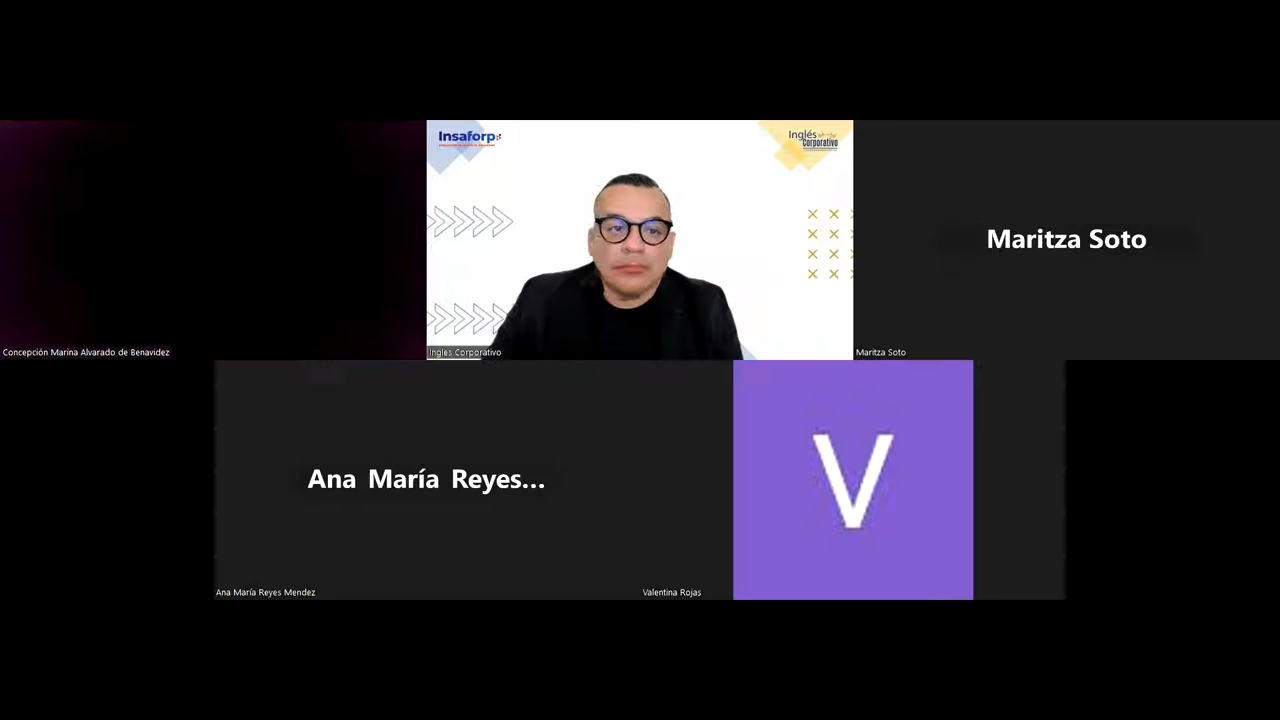 Insaforp
Inglés
Corporativo
Maritza Soto
Concepción Marina Alvarado de Benavidez
Ingles Corporativo
Maritza Soto
Ana María Reyes...
V
Ana María Reyes Mendez
Valentina Rojas